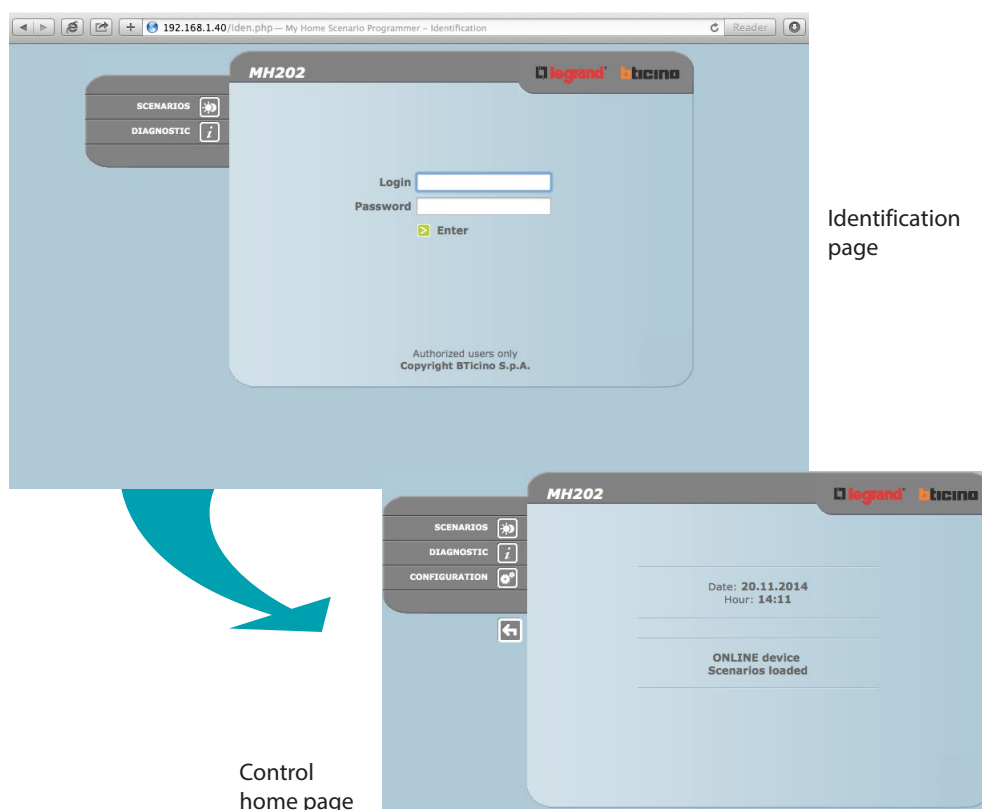 192.168.1.40/iden.php — My Home Scenario Programmer – Identification
Reader
MH202
legrand
bticino
SCENARIOS
DIAGNOSTIC
Login
Password
Enter
Authorized users only
Copyright BTicino S.p.A.
Identification
page
MH202
legrand
bticino
SCENARIOS
DIAGNOSTIC
CONFIGURATION
Date: 20.11.2014
Hour: 14:11
ONLINE device
Scenarios loaded
Control
home page